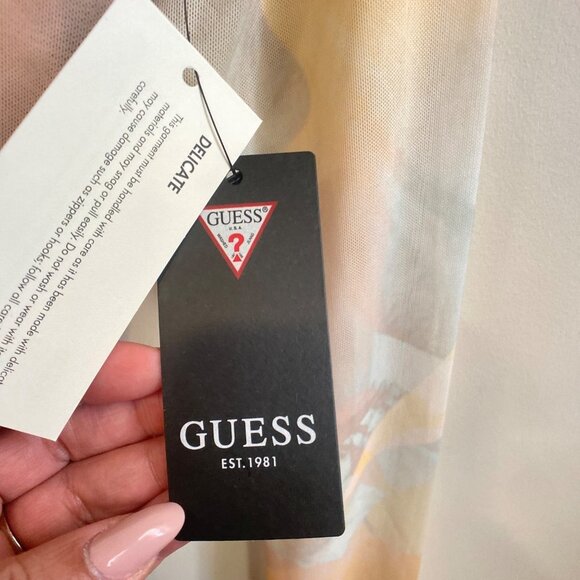 DELICATE
This garment must be handled with care as it has been made with delicat
materials and may snag or pull easily. Do not wash or wear with it
may cause damage such as zippers or hooks; follow all care
carefully.
GUESS®
U.S.A.
?
GUESS
EST.1981